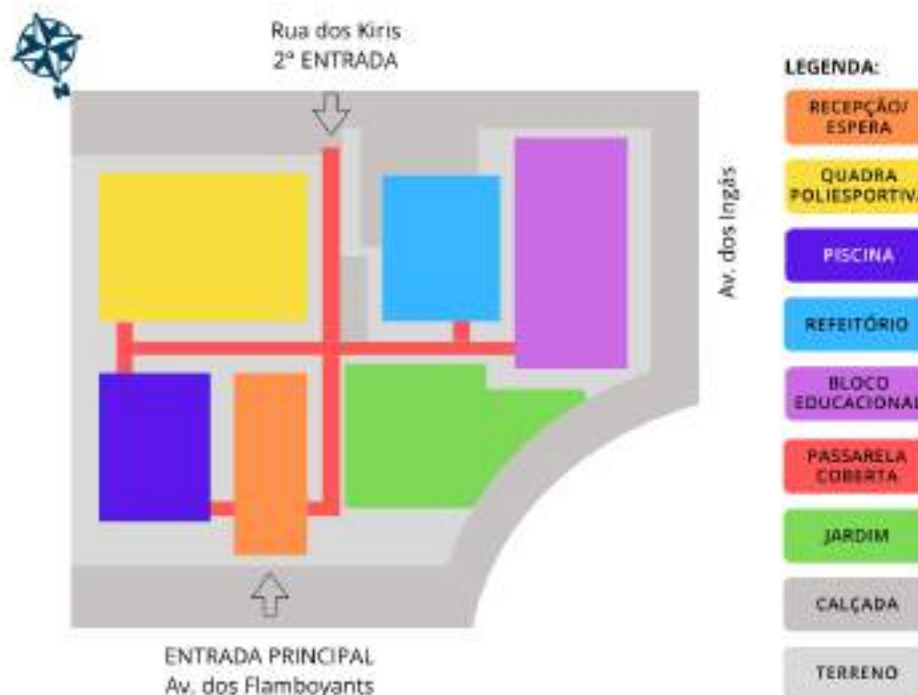 Rua dos Kiris
2ª ENTRADA
N
LEGENDA:
RECEPÇÃO/
ESPERA
QUADRA
POLIESPORTIVA
PISCINA
REFEITÓRIO
BLOCO
EDUCACIONAL
PASSARELA
COBERTA
JARDIM
CALÇADA
TERRENO
Av. dos Ingás
ENTRADA PRINCIPAL
Av. dos Flamboyants